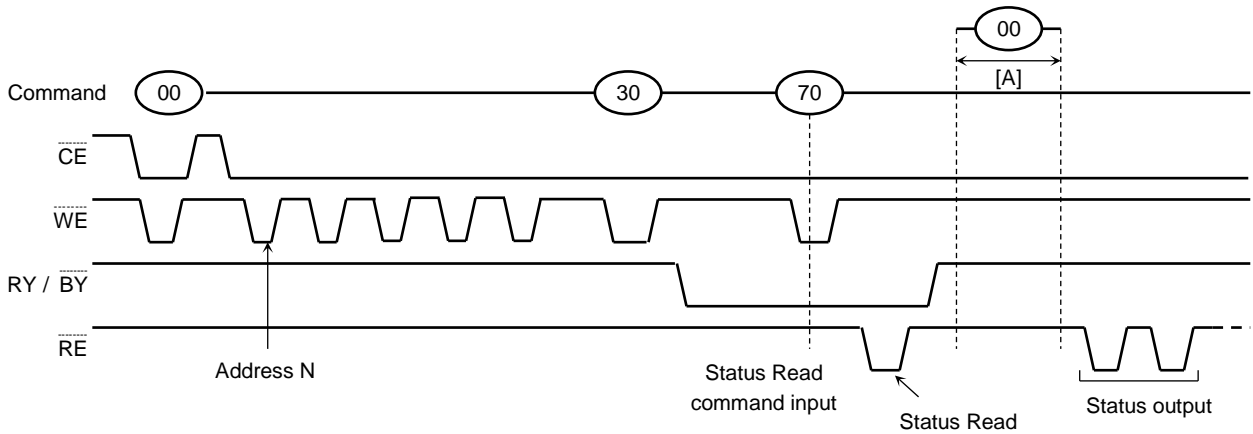 00
[A]
Command 00 30 70
CE
WE
RY / BY
RE
Address N
Status Read
command input
Status Read
Status output